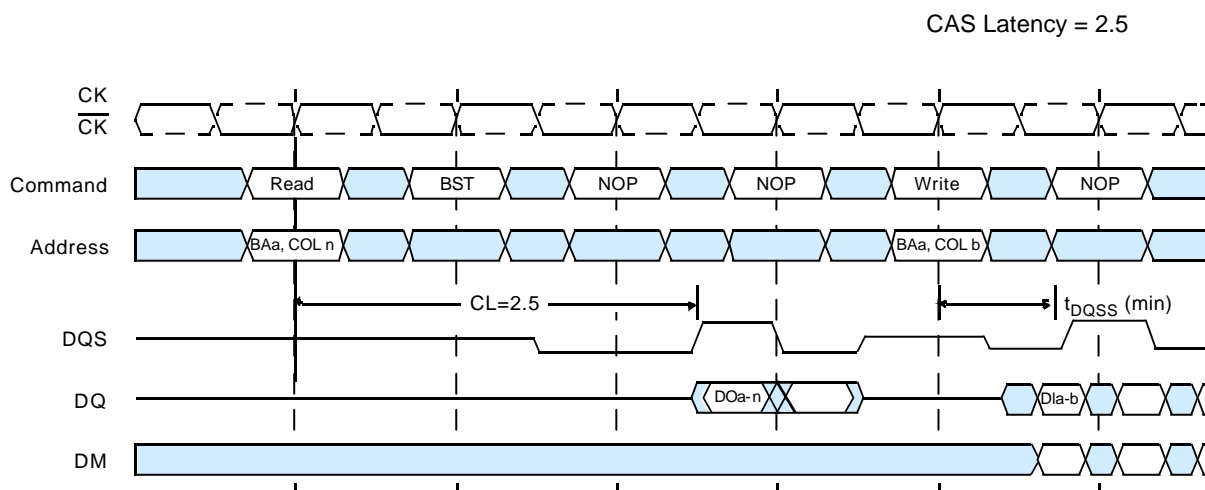 CAS Latency = 2.5
CK
CK
Command Read BST NOP NOP Write NOP
Address BAa, COL n BAa, COL b
CL=2.5 tDQSS (min)
DQS
DQ DOa-n DIa-b
DM